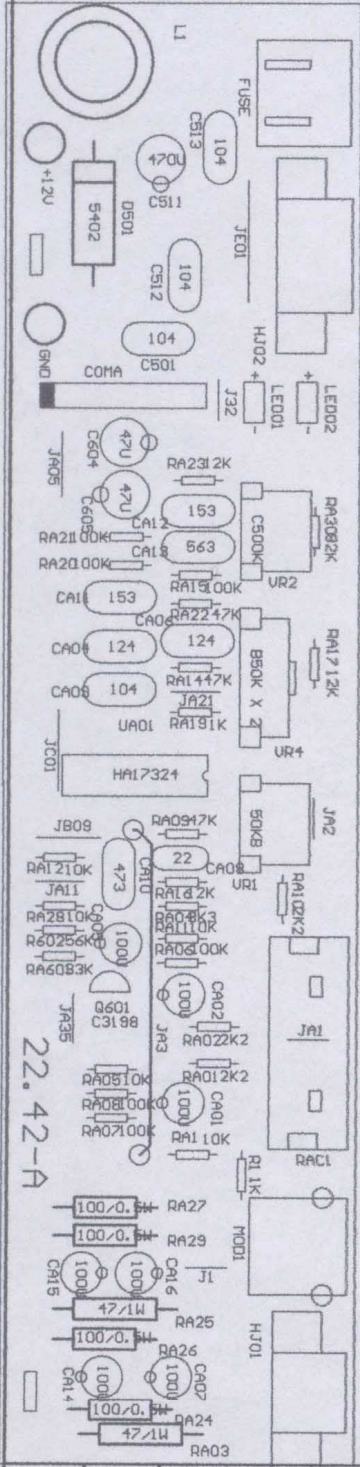 L1
FUSE
+12V
D501
5402
470U
C511
C513
104
JE01
104
C512
104
C501
GND
HJ02
COMA
J32
+ LED01 -
+ LED02 -
47U
C604
JA05
47U
C605
RA2312K
CA12
153
C500K
VR2
RA3082K
RA21100K
CA13
563
RA20100K
RA15100K
CA11
153
RA2247K
CA06
CA04
124
124
B50K X 2
VR4
RA1712K
RA1447K
CA03
104
JA21
RA191K
UA01
JC01
HA17324
50KB
JA2
VR1
JB09
RA0947K
RA1210K
473
CA10
22
CA08
JA11
RA162K
RA102K2
RA2810K
RA048K3
RA1110K
RA60256K
100U
RA06100K
RA6083K
Q601
C3198
100U
CA02
JA1
JA35
JA3
RA022K2
22.42-A
RA012K2
RA0510K
RA08100K
100U
CA01
RA07100K
RA110K
RAC1
R11K
MOD1
100/0.5W RA27
100/0.5W RA29
CA15
100U
100U
CA16
J1
47/1W RA25
100/0.5W RA26
HJ01
CA14
100U
100U
CA07
100/0.5W RA24
47/1W RA03